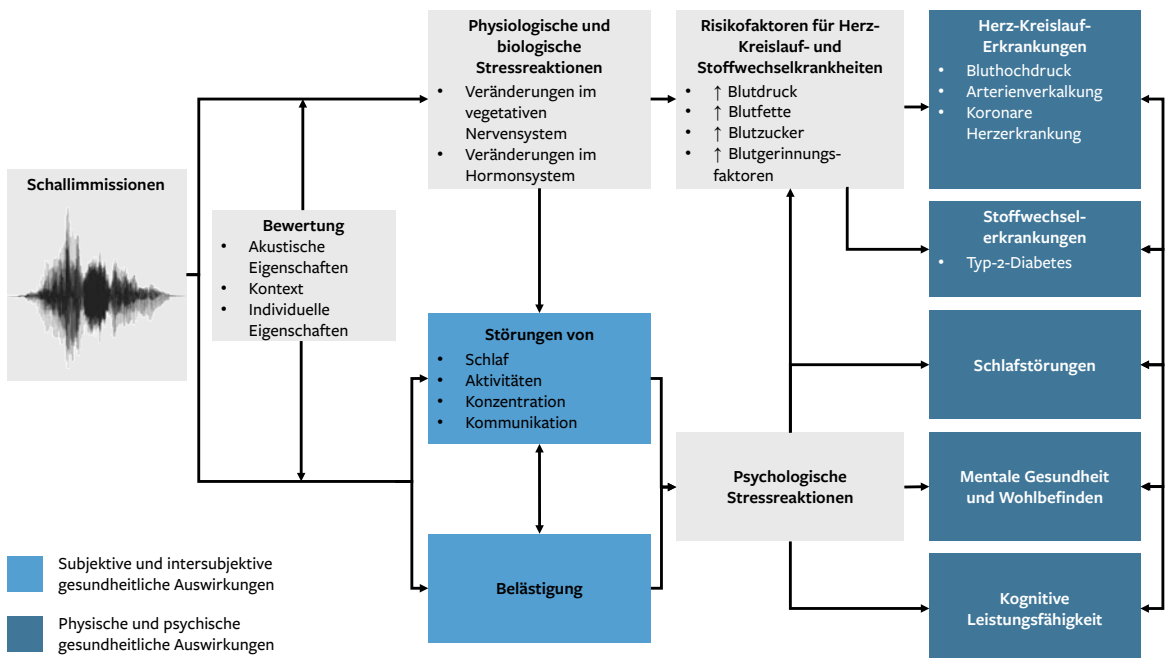 Schallimmissionen
Bewertung
• Akustische
Eigenschaften
• Kontext
• Individuelle
Eigenschaften
Physiologische und
biologische
Stressreaktionen
• Veränderungen im
vegetativen
Nervensystem
• Veränderungen im
Hormonsystem
Störungen von
• Schlaf
• Aktivitäten
• Konzentration
• Kommunikation
Belästigung
Risikofaktoren für Herz-
Kreislauf- und
Stoffwechselkrankheiten
• ↑ Blutdruck
• ↑ Blutfette
• ↑ Blutzucker
• ↑ Blutgerinnungs-
faktoren
Psychologische
Stressreaktionen
Herz-Kreislauf-
Erkrankungen
• Bluthochdruck
• Arterienverkalkung
• Koronare
Herzerkrankung
Stoffwechsel-
erkrankungen
• Typ-2-Diabetes
Schlafstörungen
Mentale Gesundheit
und Wohlbefinden
Kognitive
Leistungsfähigkeit
Subjektive und intersubjektive
gesundheitliche Auswirkungen
Physische und psychische
gesundheitliche Auswirkungen